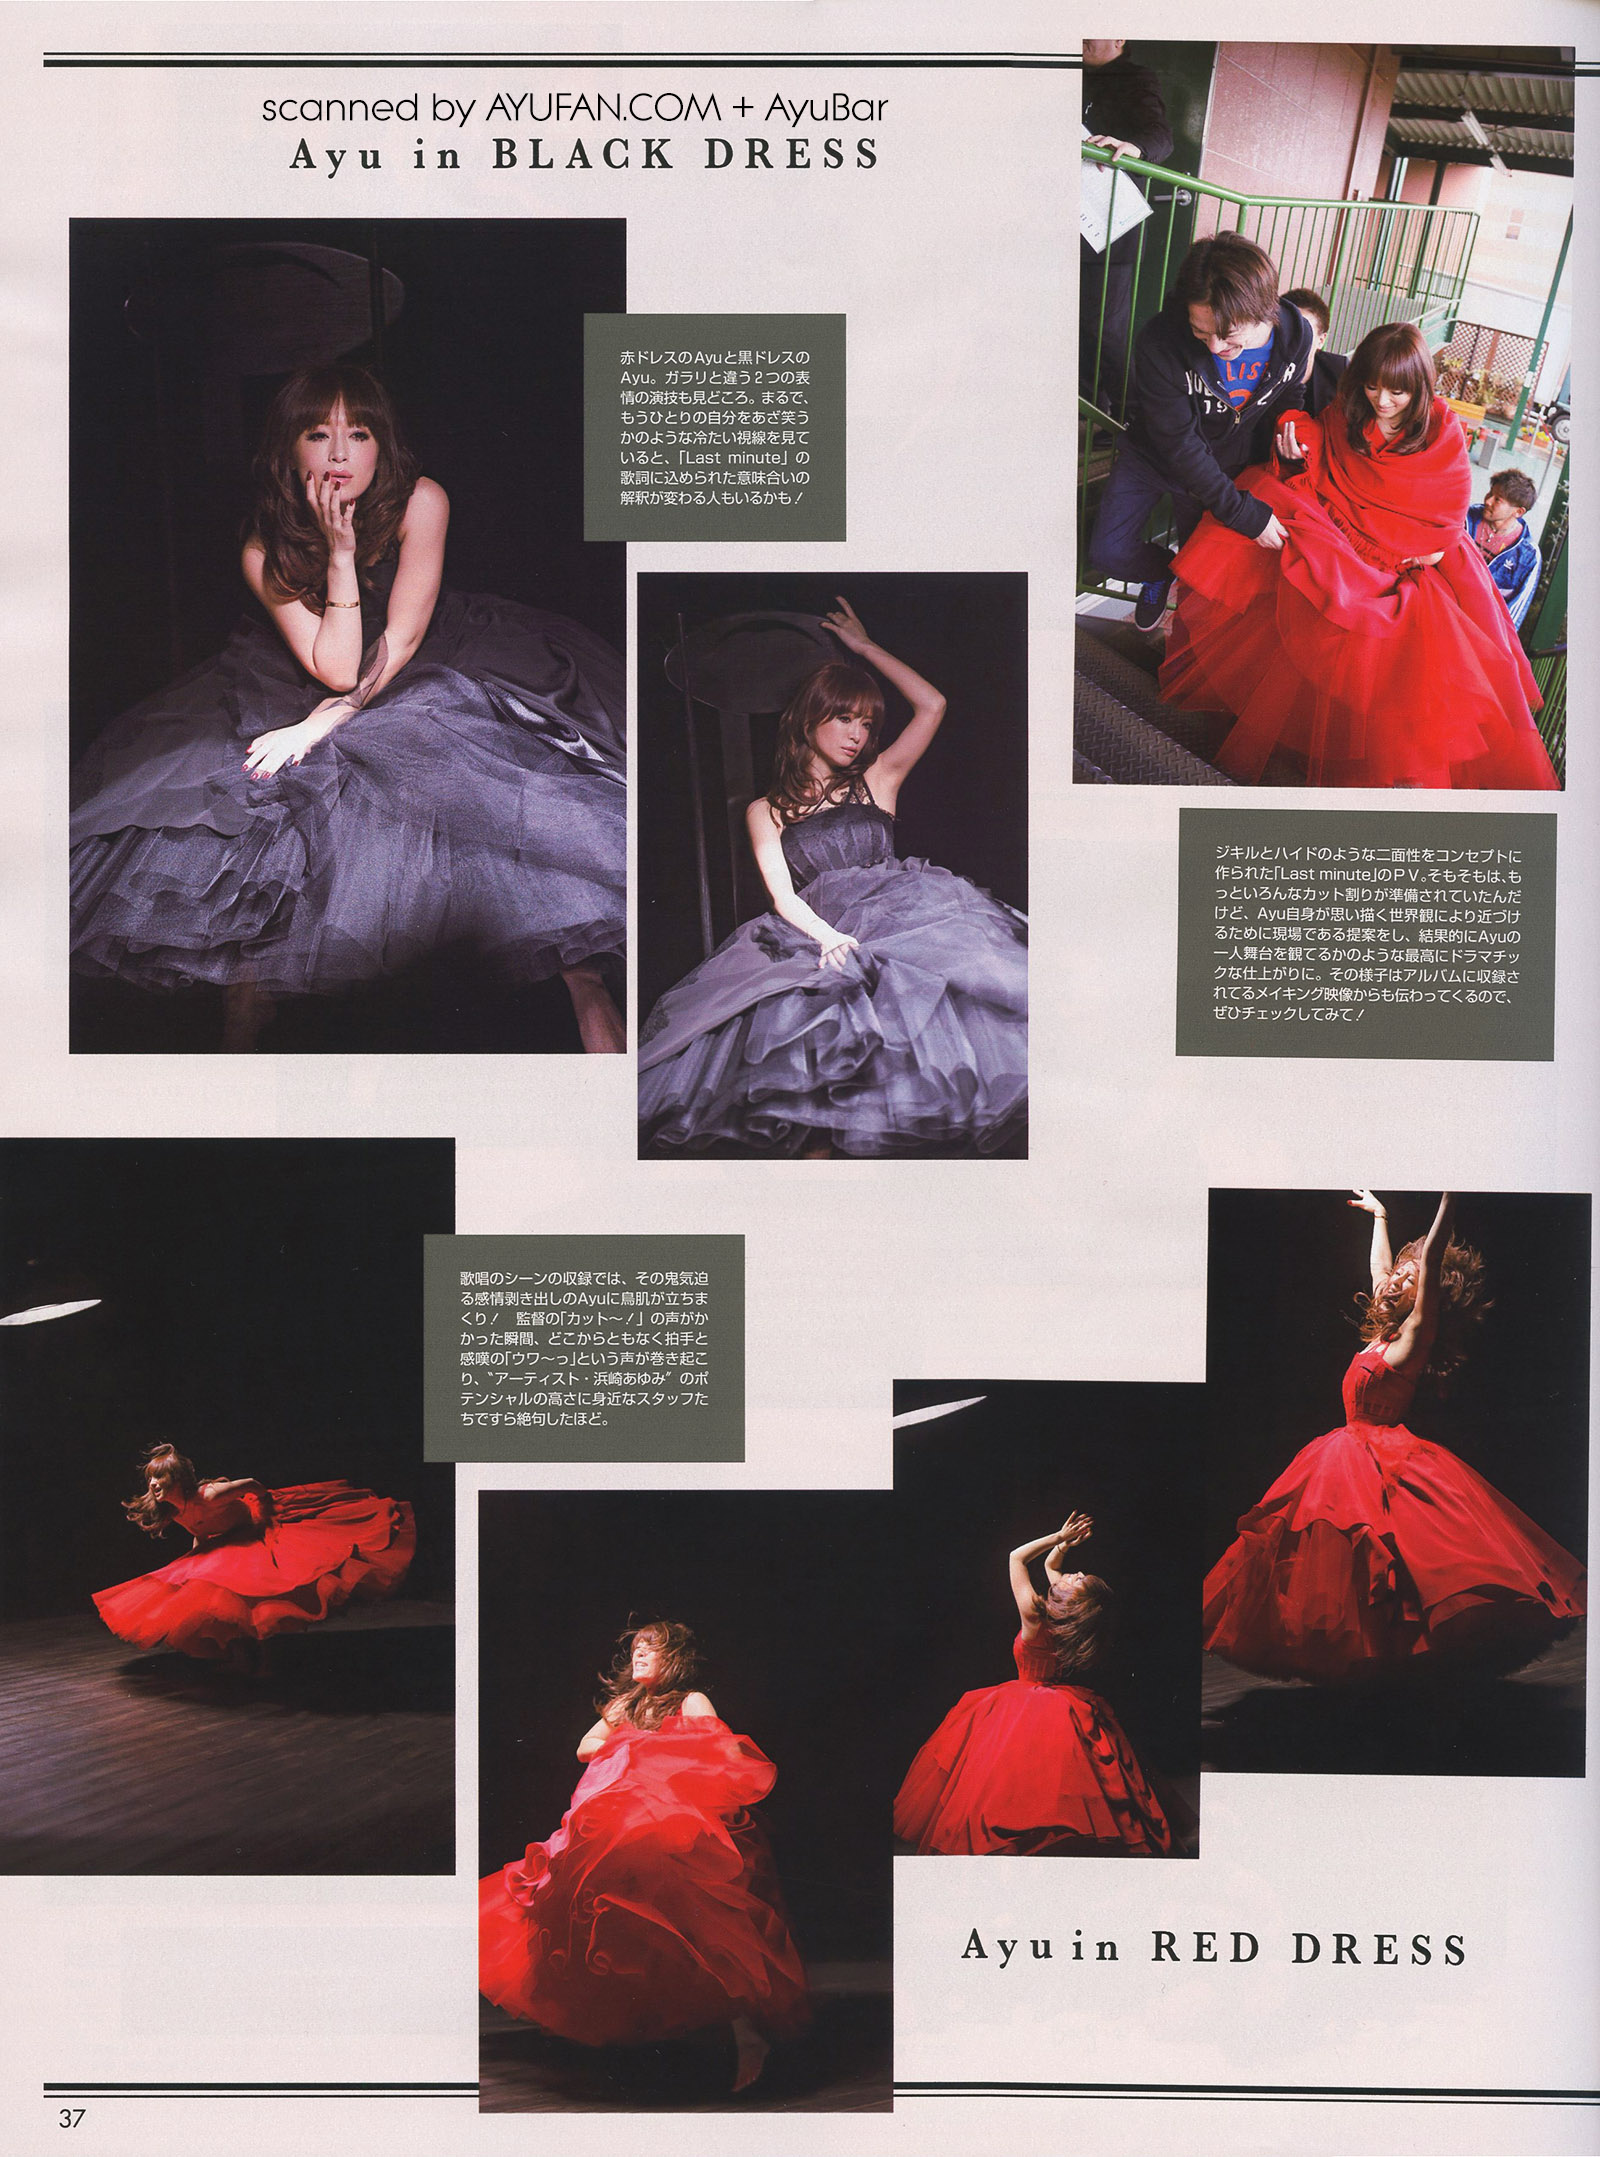 scanned by AYUFAN.COM + AyuBar
Ayu in BLACK DRESS
赤ドレスのAyuと黒ドレスの
Ayu。ガラリと違う2つの表
情の演技も見どころ。まるで、
もうひとりの自分をあざ笑う
かのような冷たい視線を見て
いると、「Last minute」の
歌詞に込められた意味合いの
解釈が変わる人もいるかも!
ジキルとハイドのような二面性をコンセプトに
作られた「Last minute」のPV。そもそもは、も
っといろんなカット割りが準備されていたんだ
けど、Ayu自身が思い描く世界観により近づけ
るために現場である提案をし、結果的にAyuの
一人舞台を観てるかのような最高にドラマチッ
クな仕上がりに。その様子はアルバムに収録さ
れてるメイキング映像からも伝わってくるので、
ぜひチェックしてみて!
歌唱のシーンの収録では、その鬼気迫
る感情剥き出しのAyuに鳥肌が立ちま
くり! 監督の「カット〜!」の声がか
かった瞬間、どこからともなく拍手と
感嘆の「ウワ〜っ」という声が巻き起こ
り、〝アーティスト・浜崎あゆみ〞のポ
テンシャルの高さに身近なスタッフた
ちですら絶句したほど。
Ayu in RED DRESS
37